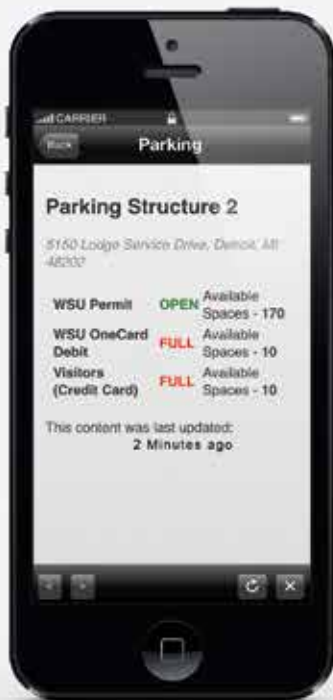 CARRIER
Back
Parking
Parking Structure 2
5150 Lodge Service Drive, Detroit, MI
48200
WSU Permit OPEN Available
Spaces - 170
WSU OneCard
Debit FULL Available
Spaces - 10
Visitors
(Credit Card) FULL Available
Spaces - 10
This content was last updated:
2 Minutes ago